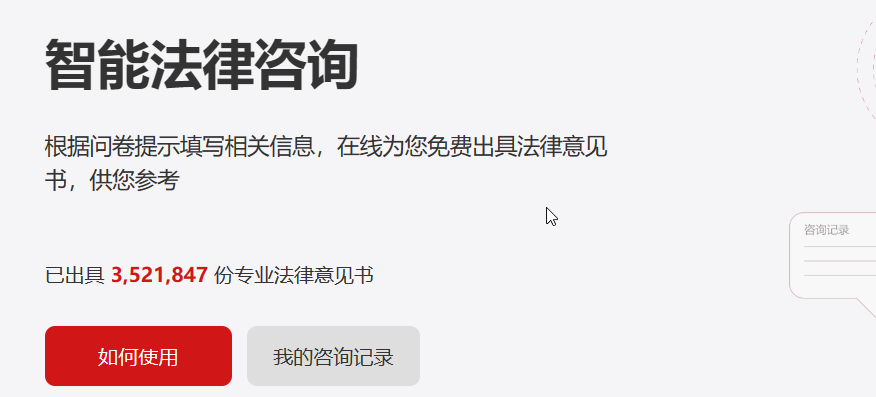 智能法律咨询
根据问卷提示填写相关信息，在线为您免费出具法律意见
书，供您参考
咨询记录
已出具 3,521,847 份专业法律意见书
如何使用
我的咨询记录